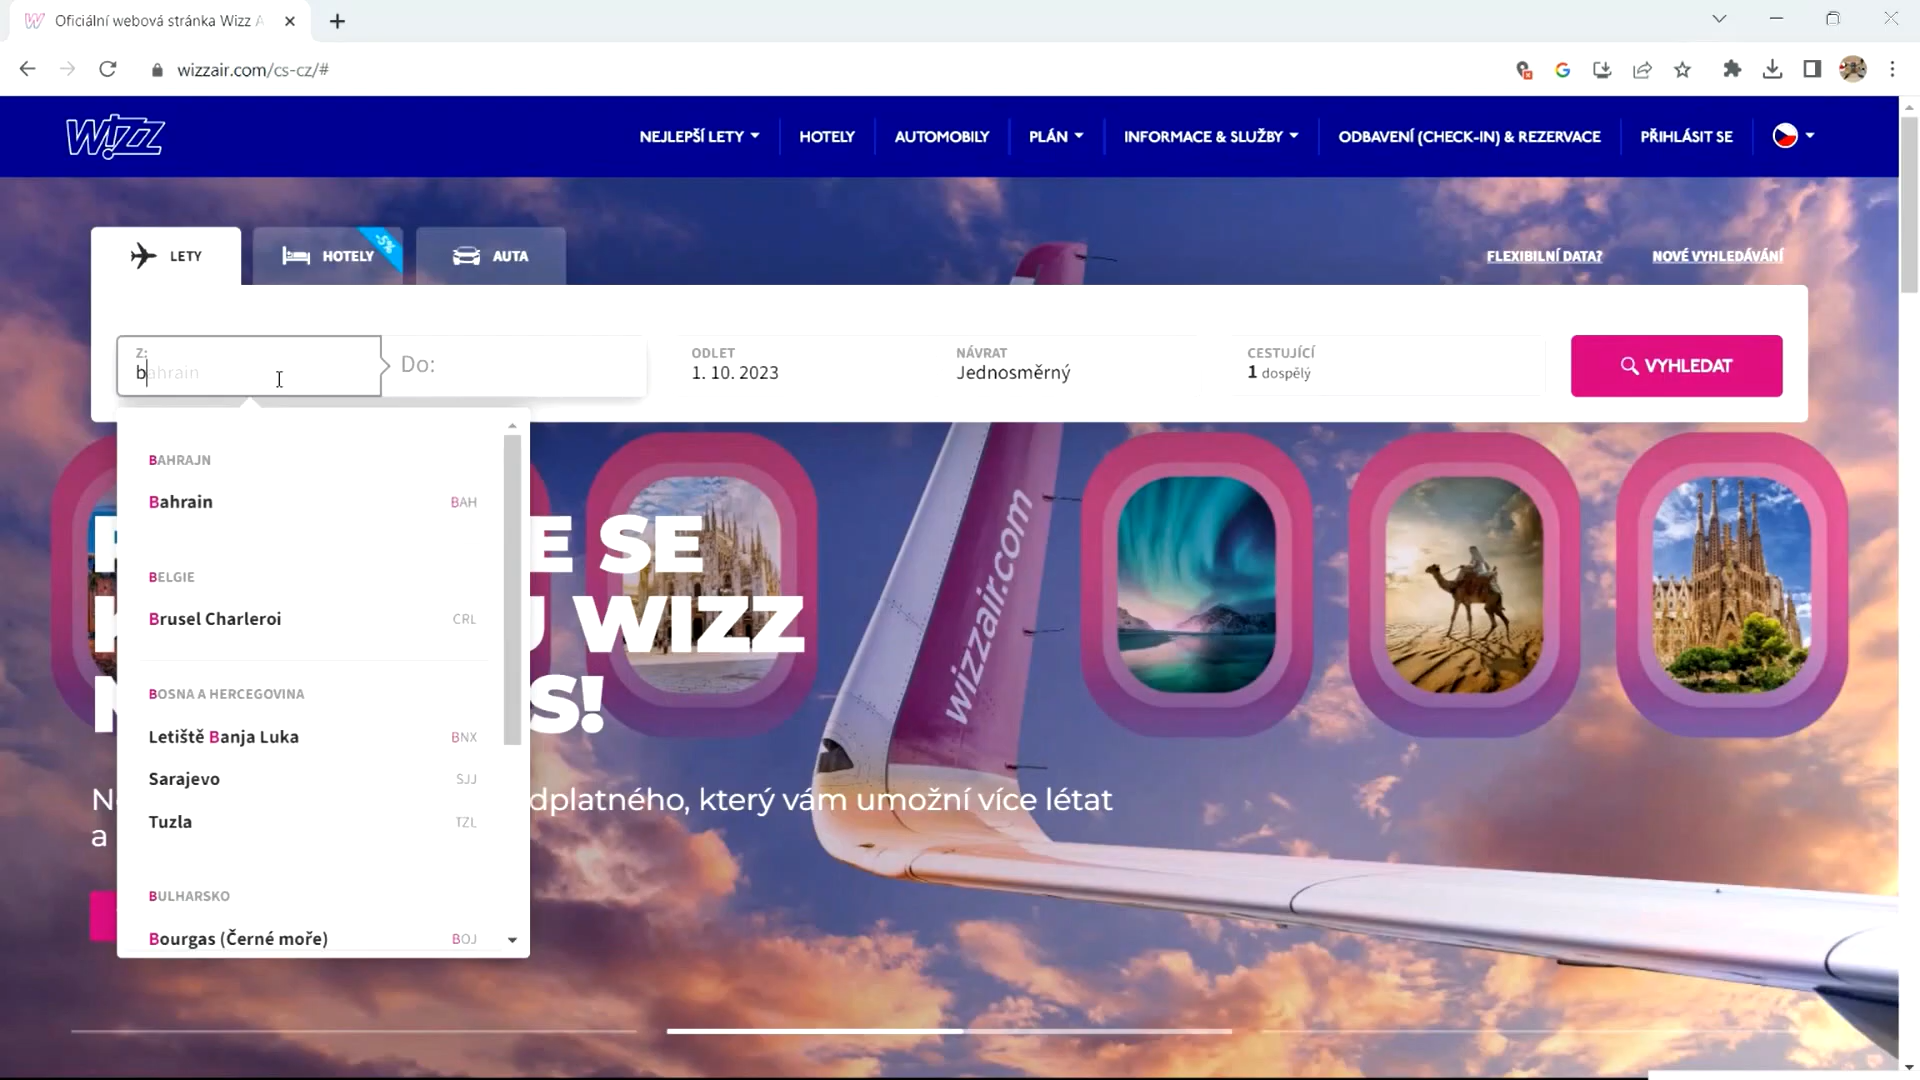 Oficiální webová stránka Wizz A
wizzair.com/cs-cz/#
WIZZ
NEJLEPŠÍ LETY
HOTELY
AUTOMOBILY
PLÁN
INFORMACE & SLUŽBY
ODBAVENÍ (CHECK-IN) & REZERVACE
PŘIHLÁSIT SE
LETY
HOTELY
-5%
AUTA
FLEXIBILNÍ DATA?
NOVÉ VYHLEDÁVÁNÍ
Z:
bahrain
Do:
ODLET
1. 10. 2023
NÁVRAT
Jednosměrný
CESTUJÍCÍ
1 dospělý
VYHLEDAT
BAHRAJN
Bahrain BAH
BELGIE
Brusel Charleroi CRL
BOSNA A HERCEGOVINA
Letiště Banja Luka BNX
Sarajevo SJJ
Tuzla TZL
BULHARSKO
Bourgas (Černé moře) BOJ
E SE
U WIZZ
S!
dplatného, který vám umožní více létat
a
wizzair.com